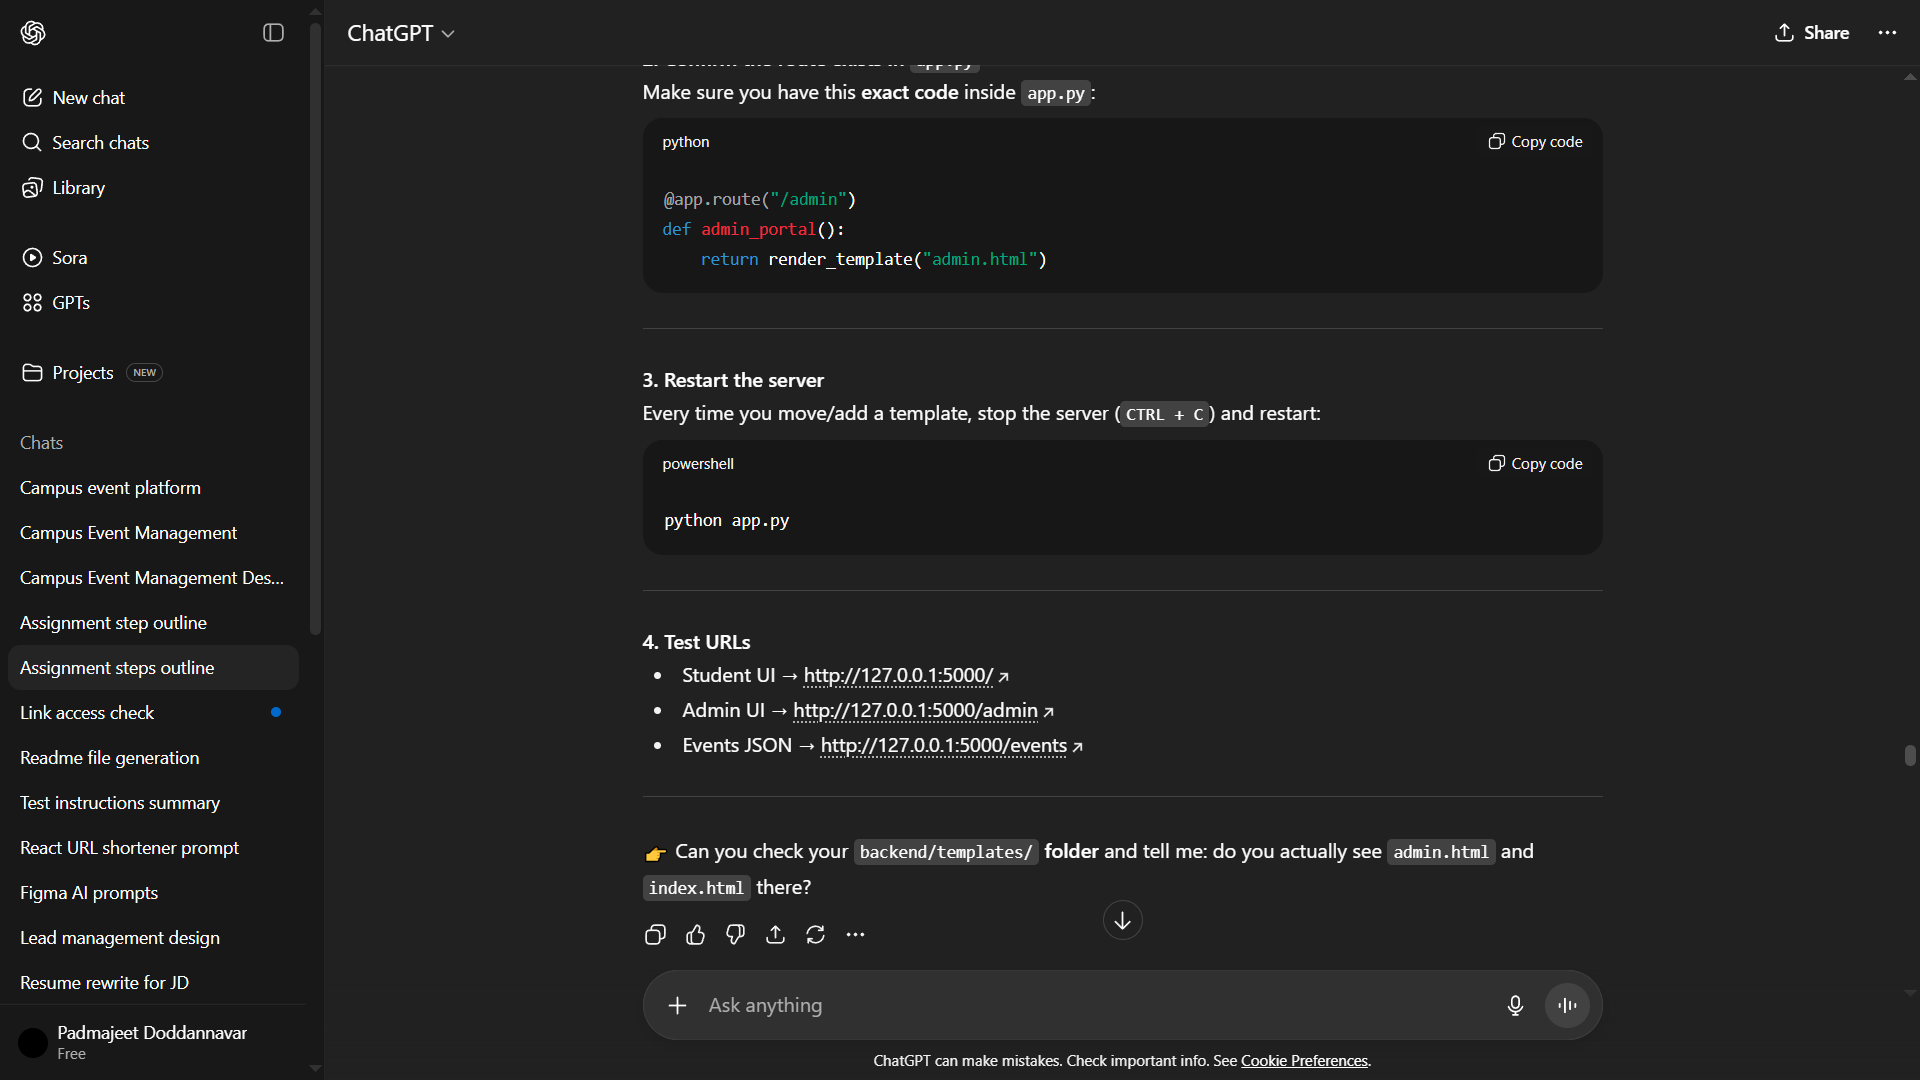 ChatGPT
Share
New chat
Search chats
Library
Sora
GPTs
Projects NEW
Chats
Campus event platform
Campus Event Management
Campus Event Management Des...
Assignment step outline
Assignment steps outline
Link access check
Readme file generation
Test instructions summary
React URL shortener prompt
Figma AI prompts
Lead management design
Resume rewrite for JD
Padmajeet Doddannavar
Free
2. Confirm the route exists in app.py
Make sure you have this exact code inside app.py:
python
Copy code
@app.route("/admin")
def admin_portal():
return render_template("admin.html")
3. Restart the server
Every time you move/add a template, stop the server (CTRL + C) and restart:
powershell
Copy code
python app.py
4. Test URLs
• Student UI → http://127.0.0.1:5000/ ↗
• Admin UI → http://127.0.0.1:5000/admin ↗
• Events JSON → http://127.0.0.1:5000/events ↗
👉 Can you check your backend/templates/ folder and tell me: do you actually see admin.html and
index.html there?
Ask anything
ChatGPT can make mistakes. Check important info. See Cookie Preferences.